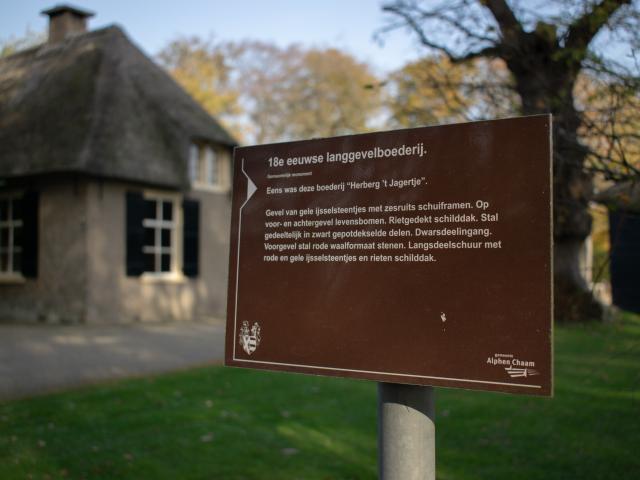 18e eeuwse langgevelboederij.
Gemeentelijk monument
Eens was deze boederij "Herberg 't Jagertje".
Gevel van gele ijsselsteentjes met zesruits schuiframen. Op
voor- en achtergevel levensbomen. Rietgedekt schilddak. Stal
gedeeltelijk in zwart gepotdekselde delen. Dwarsdeelingang.
Voorgevel stal rode waalformaat stenen. Langsdeelschuur met
rode en gele ijsselsteentjes en rieten schilddak.
gemeente
Alphen Chaam